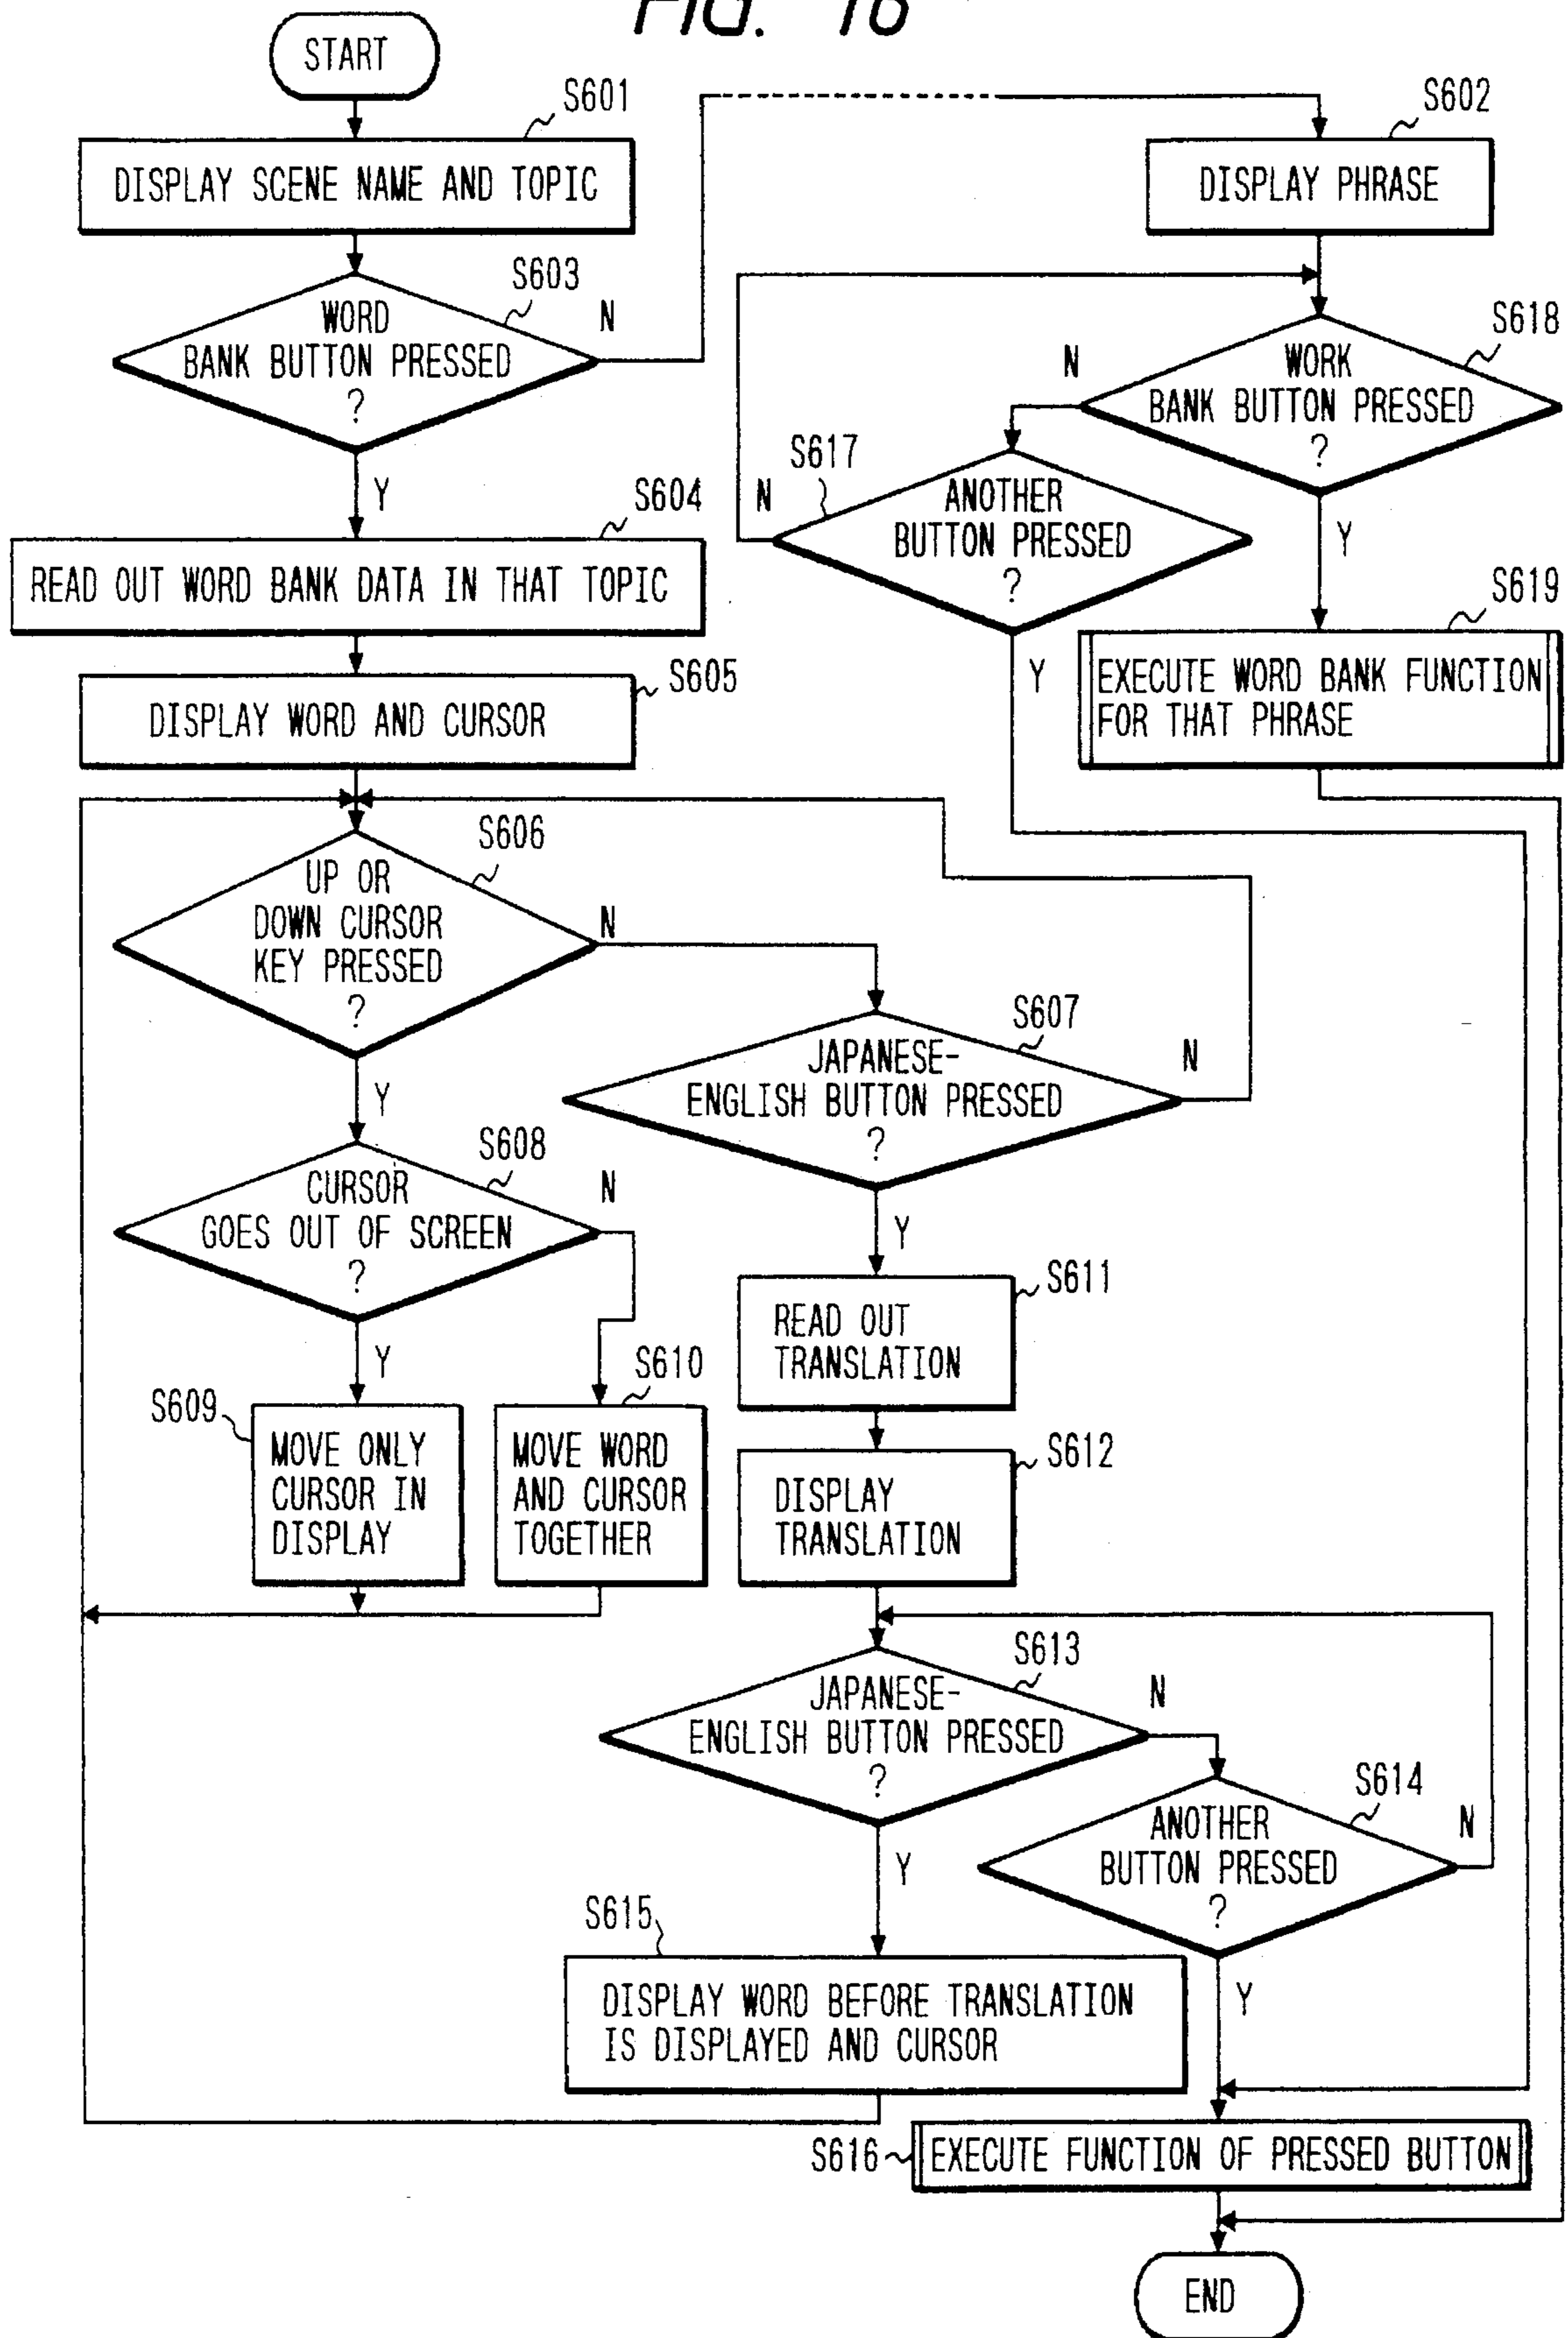 FIG. 16
START
S601
DISPLAY SCENE NAME AND TOPIC
S603
WORD
BANK BUTTON PRESSED
?
N
Y
S604
READ OUT WORD BANK DATA IN THAT TOPIC
S605
DISPLAY WORD AND CURSOR
S602
DISPLAY PHRASE
S618
WORK
BANK BUTTON PRESSED
?
N
Y
S617
ANOTHER
BUTTON PRESSED
?
N
Y
S619
EXECUTE WORD BANK FUNCTION
FOR THAT PHRASE
S606
UP OR
DOWN CURSOR
KEY PRESSED
?
N
Y
S607
JAPANESE-
ENGLISH BUTTON PRESSED
?
N
Y
S608
CURSOR
GOES OUT OF SCREEN
?
N
Y
S609
MOVE ONLY
CURSOR IN
DISPLAY
S610
MOVE WORD
AND CURSOR
TOGETHER
S611
READ OUT
TRANSLATION
S612
DISPLAY
TRANSLATION
S613
JAPANESE-
ENGLISH BUTTON PRESSED
?
N
Y
S614
ANOTHER
BUTTON PRESSED
?
N
Y
S615
DISPLAY WORD BEFORE TRANSLATION
IS DISPLAYED AND CURSOR
S616
EXECUTE FUNCTION OF PRESSED BUTTON
END